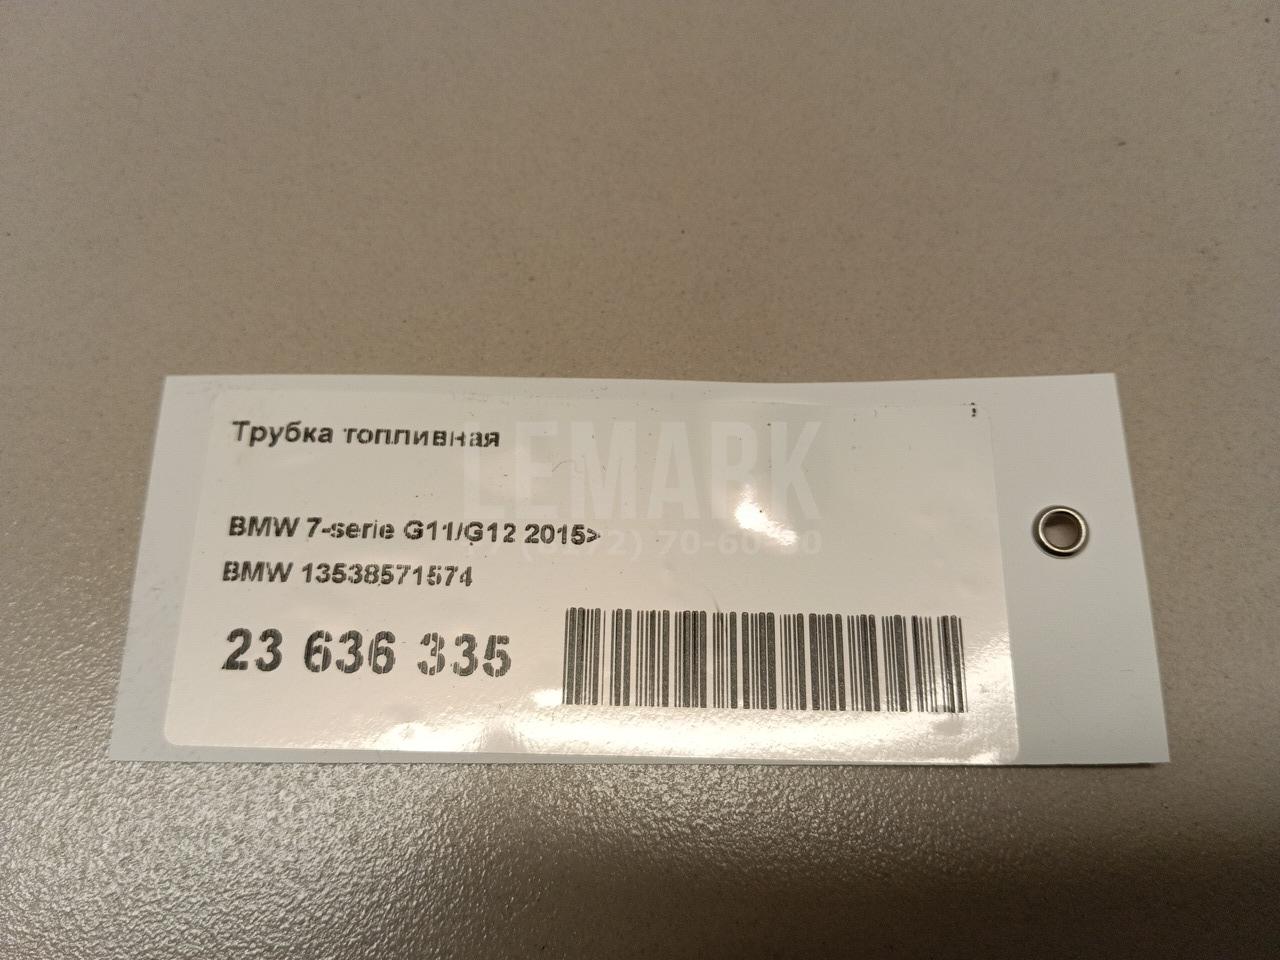 Трубка топливная
LEMARK
BMW 7-serie G11/G12 2015>
BMW 13538571574
23 636 335